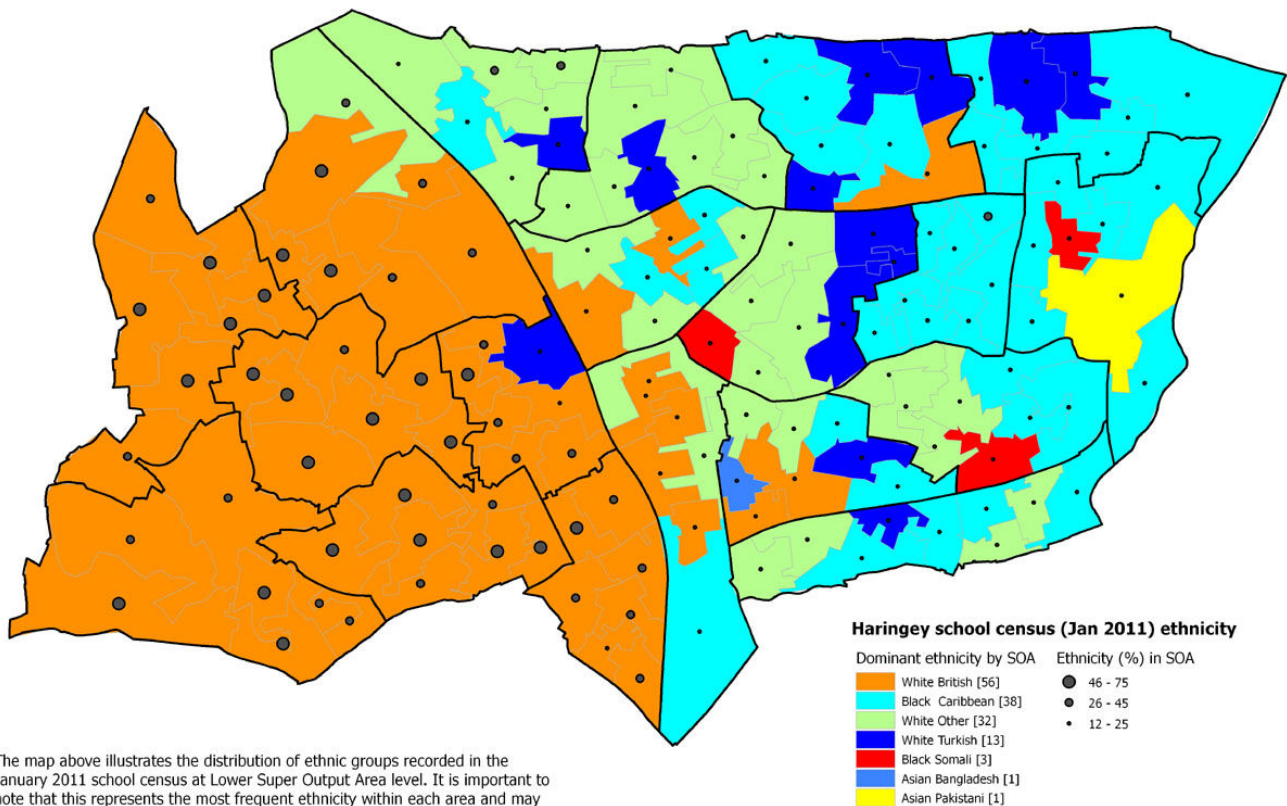 Haringey school census (Jan 2011) ethnicity
Dominant ethnicity by SOA
White British [56]
Black Caribbean [38]
White Other [32]
White Turkish [13]
Black Somali [3]
Asian Bangladesh [1]
Asian Pakistani [1]
Ethnicity (%) in SOA
46 - 75
26 - 45
12 - 25
The map above illustrates the distribution of ethnic groups recorded in the
January 2011 school census at Lower Super Output Area level. It is important to
note that this represents the most frequent ethnicity within each area and may